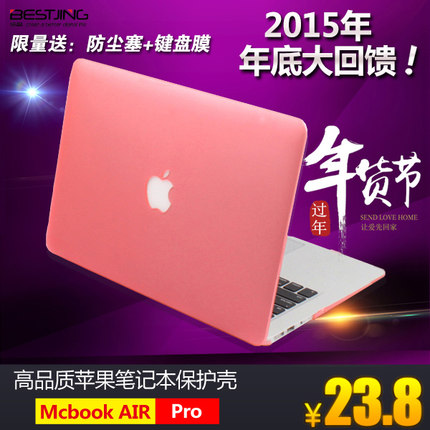 BESTJING
限量送：防尘塞+键盘膜
2015年
年底大回馈！
年货节
过年
SEND LOVE HOME
让爱先回家
高品质苹果笔记本保护壳
Mcbook AIR Pro
¥23.8